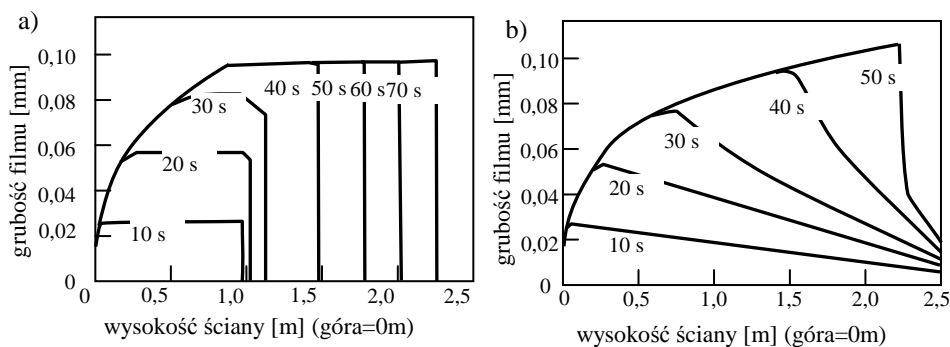 a)
grubość filmu [mm]
0,10
0,08
0,06
0,04
0,02
0
10 s
20 s
30 s
40 s
50 s
60 s
70 s
0
0,5
1,0
1,5
2,0
2,5
wysokość ściany [m] (góra=0m)
b)
grubość filmu [mm]
0,10
0,08
0,06
0,04
0,02
0
10 s
20 s
30 s
40 s
50 s
0
0,5
1,0
1,5
2,0
2,5
wysokość ściany [m] (góra=0m)